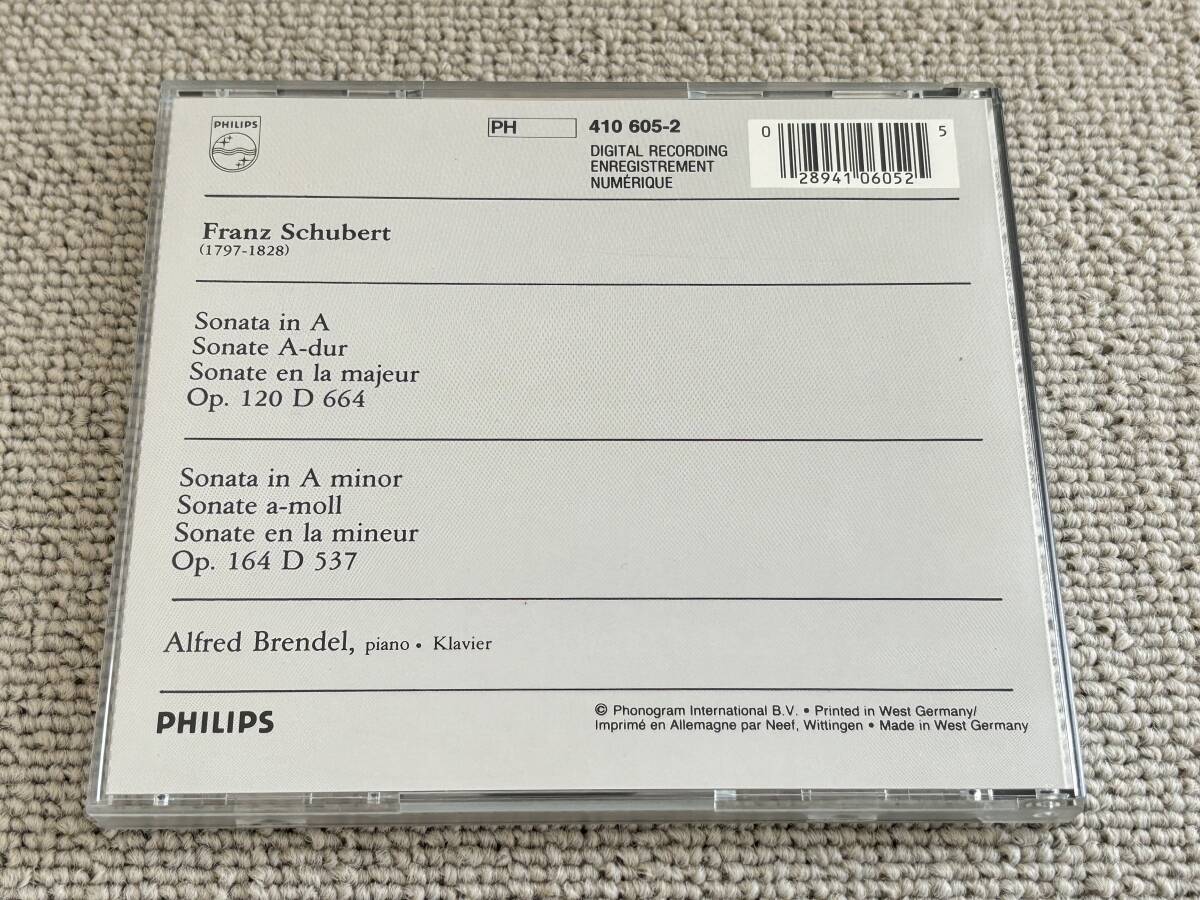 PHILIPS
PH
410 605-2
DIGITAL RECORDING
ENREGISTREMENT
NUMÉRIQUE
0 28941 06052 5
Franz Schubert
(1797-1828)
Sonata in A
Sonate A-dur
Sonate en la majeur
Op. 120 D 664
Sonata in A minor
Sonate a-moll
Sonate en la mineur
Op. 164 D 537
Alfred Brendel, piano • Klavier
PHILIPS
© Phonogram International B.V. • Printed in West Germany/
Imprimé en Allemagne par Neef, Wittingen • Made in West Germany